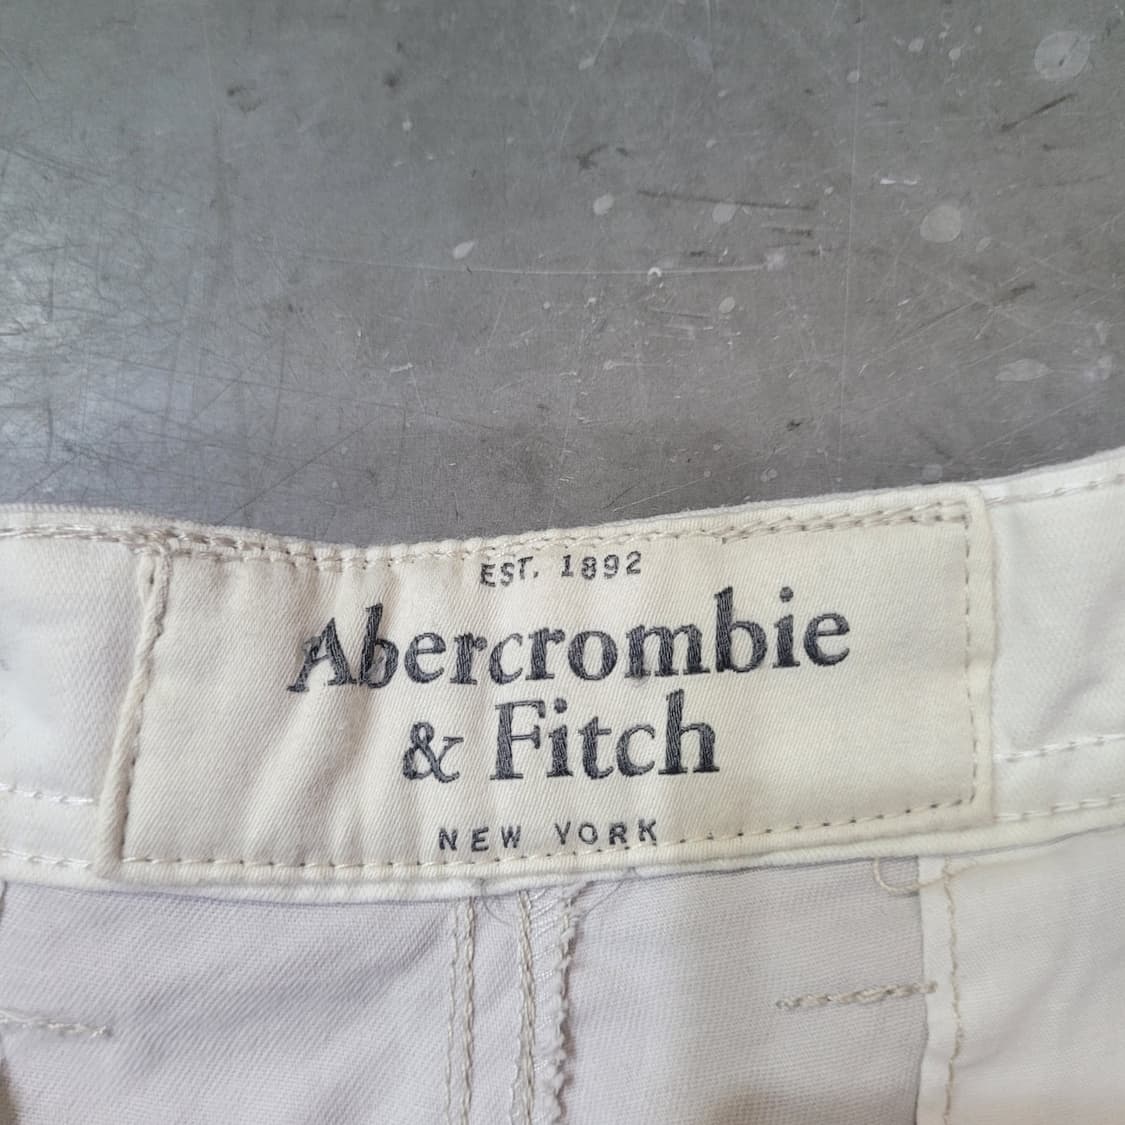 EST. 1892
Abercrombie
& Fitch
NEW YORK